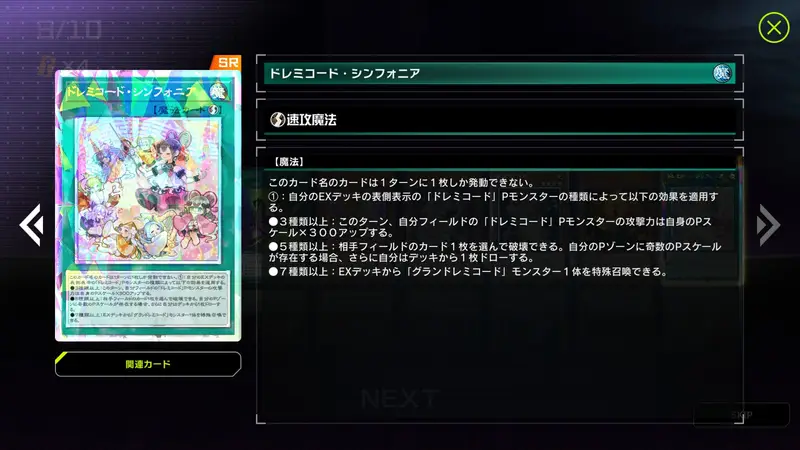 8/10
×4
SR
ドレミコード・シンフォニア
魔
【魔法カード】
関連カード
ドレミコード・シンフォニア
魔
速攻魔法
【魔法】
このカード名のカードは1ターンに1枚しか発動できない。
①：自分のEXデッキの表側表示の「ドレミコード」Pモンスターの種類によって以下の効果を適用す
る。
●3種類以上：このターン、自分フィールドの「ドレミコード」Pモンスターの攻撃力は自身のPス
ケール×300アップする。
●5種類以上：相手フィールドのカード1枚を選んで破壊できる。自分のPゾーンに奇数のPスケール
が存在する場合、さらに自分はデッキから1枚ドローする。
●7種類以上：EXデッキから「グランドレミコード」モンスター1体を特殊召喚できる。
NEXT
SKIP